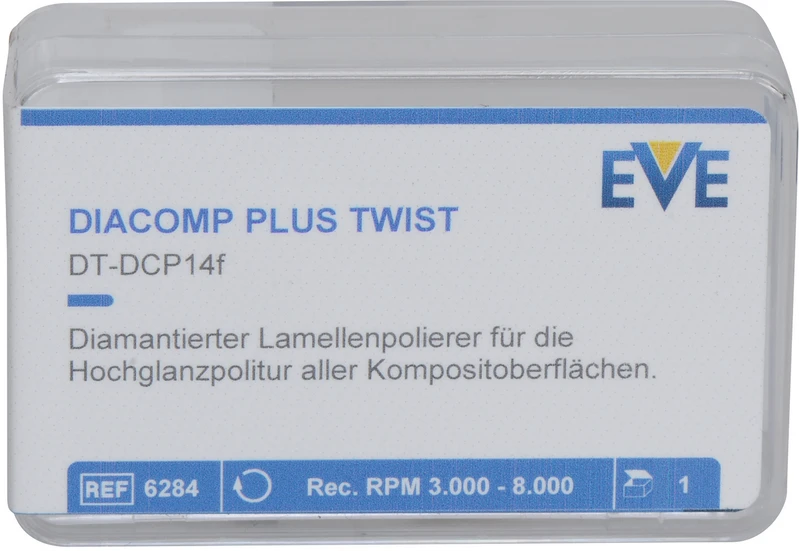 EVE
DIACOMP PLUS TWIST
DT-DCP14f
Diamantierter Lamellenpolierer für die
Hochglanzpolitur aller Kompositoberflächen.
REF 6284 Rec. RPM 3.000 - 8.000 1